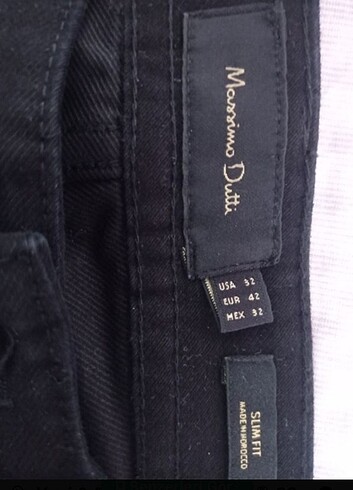 Massimo Dutti
USA 32
EUR 42
MEX 32
SLIM FIT
MADE IN MOROCCO